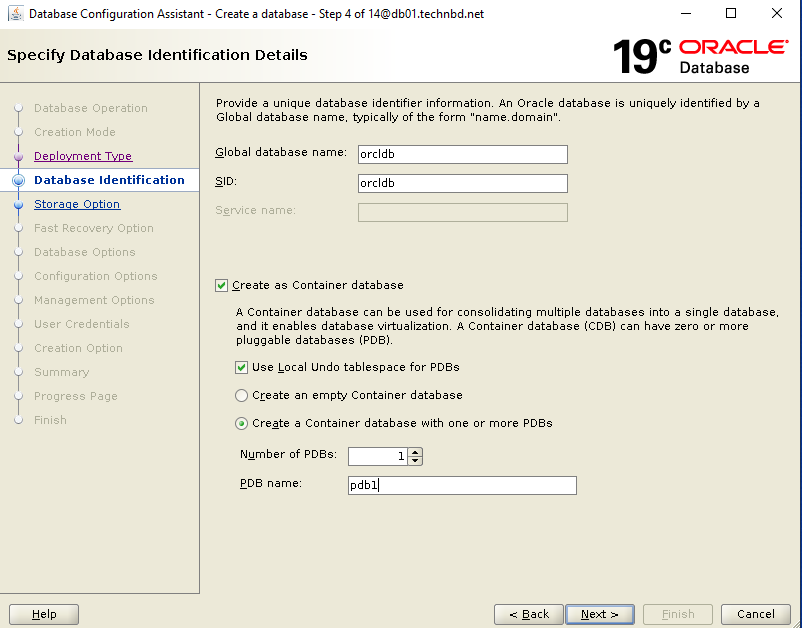 Database Configuration Assistant - Create a database - Step 4 of 14@db01.technbd.net
Specify Database Identification Details
19c ORACLE
Database
Database Operation
Creation Mode
Deployment Type
Database Identification
Storage Option
Fast Recovery Option
Database Options
Configuration Options
Management Options
User Credentials
Creation Option
Summary
Progress Page
Finish
Provide a unique database identifier information. An Oracle database is uniquely identified by a
Global database name, typically of the form "name.domain".
Global database name: orcldb
SID: orcldb
Service name:
Create as Container database
A Container database can be used for consolidating multiple databases into a single database,
and it enables database virtualization. A Container database (CDB) can have zero or more
pluggable databases (PDB).
Use Local Undo tablespace for PDBs
Create an empty Container database
Create a Container database with one or more PDBs
Number of PDBs: 1
PDB name: pdb1
Help
< Back
Next >
Finish
Cancel